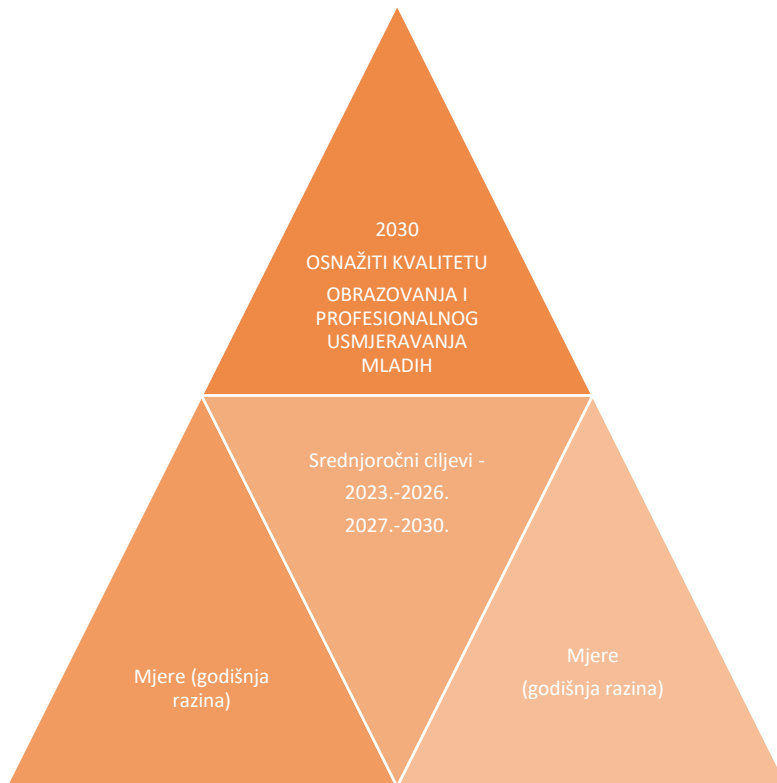 2030
OSNAŽITI KVALITETU
OBRAZOVANJA I
PROFESIONALNOG
USMJERAVANJA
MLADIH
Srednjoročni ciljevi -
2023.-2026.
2027.-2030.
Mjere (godišnja
razina)
Mjere
(godišnja razina)